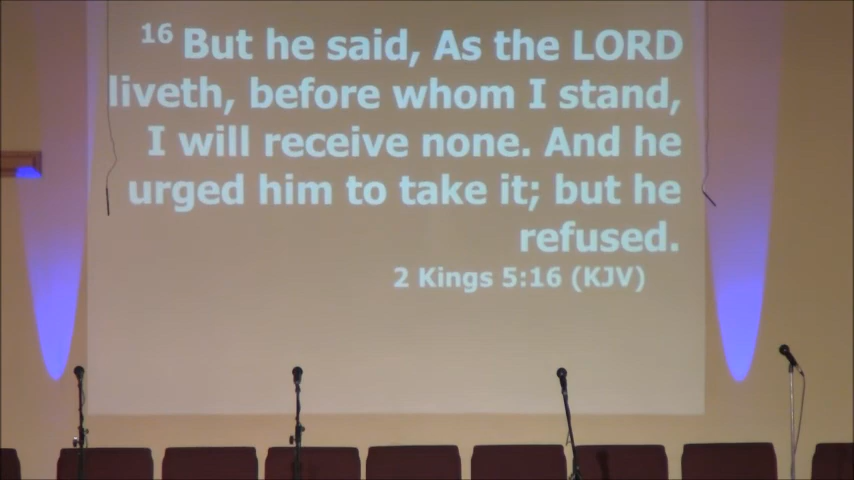 16 But he said, As the LORD
liveth, before whom I stand,
I will receive none. And he
urged him to take it; but he
refused.
2 Kings 5:16 (KJV)